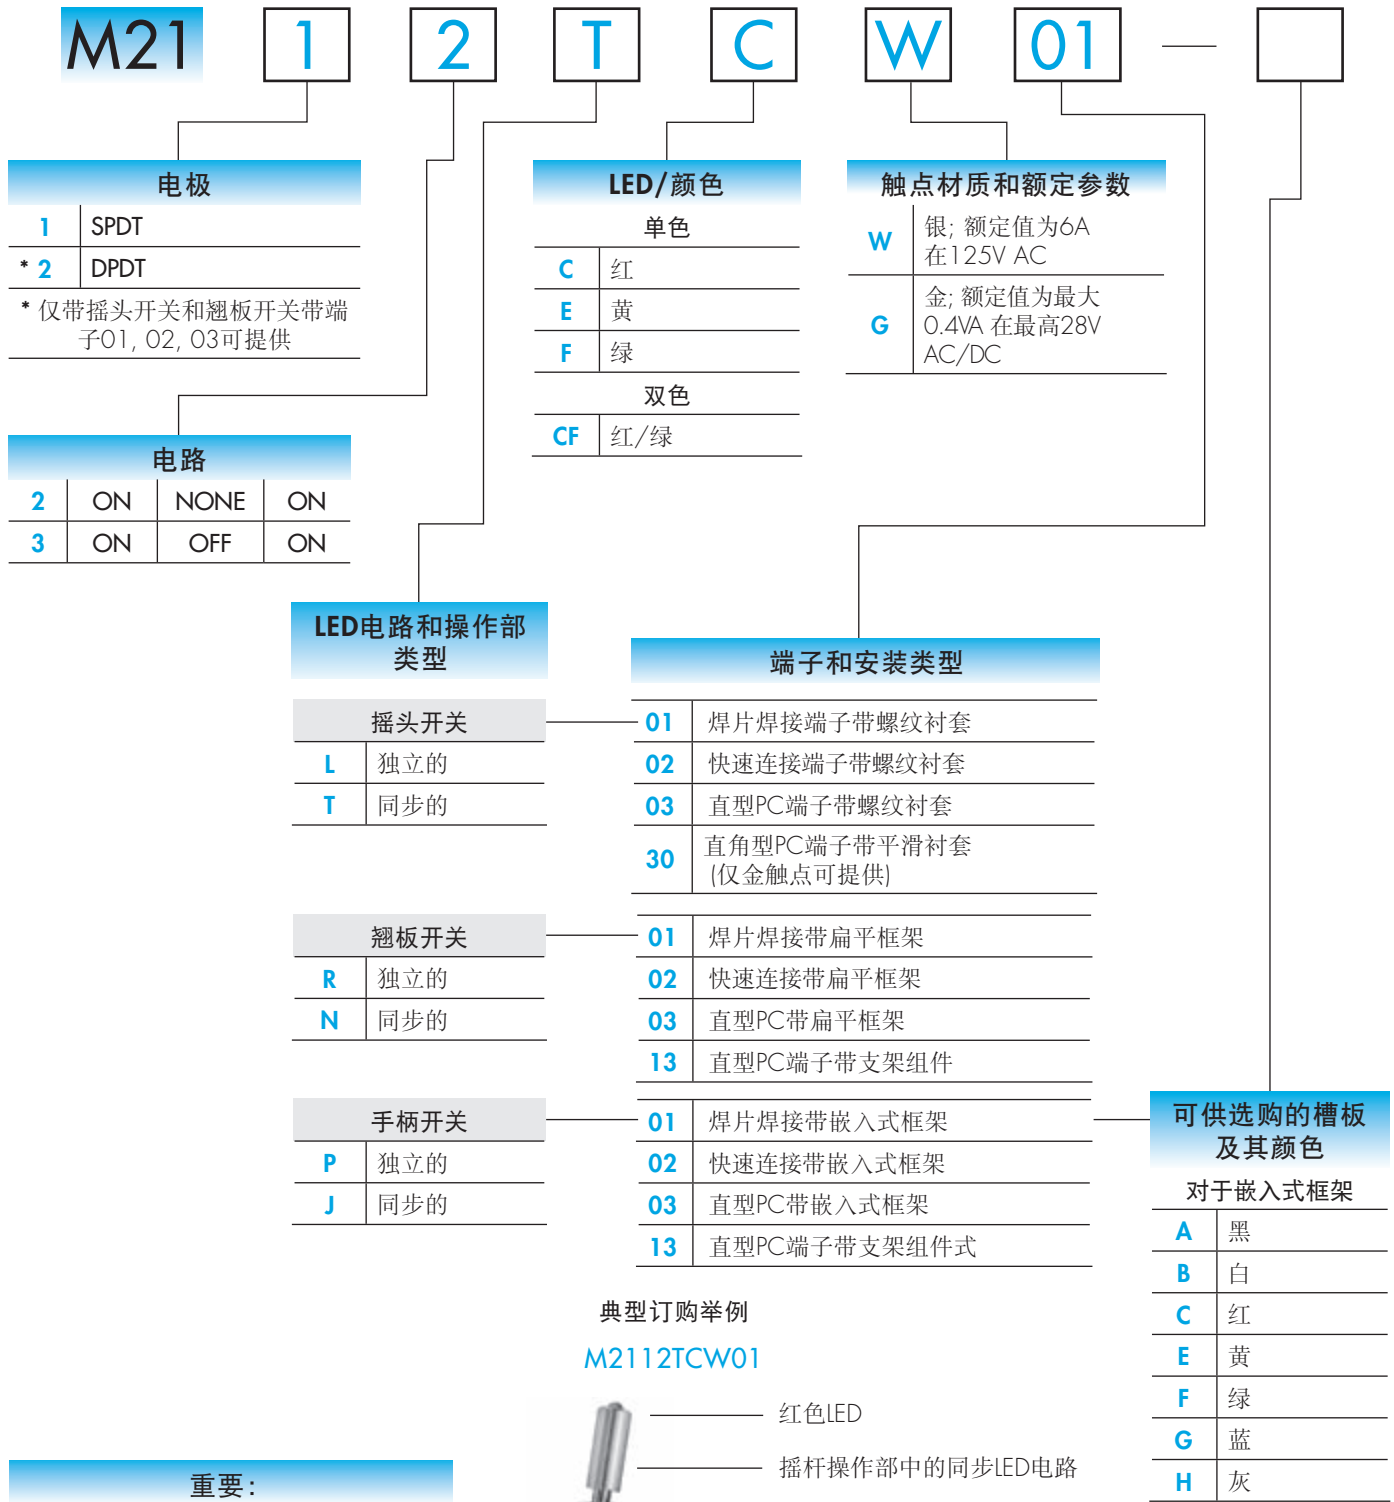 M21 1 2 T C W 01 —
电极
1 SPDT
* 2 DPDT
* 仅带摇头开关和翘板开关带端
子01, 02, 03可提供
电路
2 ON NONE ON
3 ON OFF ON
LED/颜色
单色
C 红
E 黄
F 绿
双色
CF 红/绿
触点材质和额定参数
W 银; 额定值为6A
在125V AC
G 金; 额定值为最大
0.4VA 在最高28V
AC/DC
LED电路和操作部
类型
摇头开关
L 独立的
T 同步的
翘板开关
R 独立的
N 同步的
手柄开关
P 独立的
J 同步的
端子和安装类型
01 焊片焊接端子带螺纹衬套
02 快速连接端子带螺纹衬套
03 直型PC端子带螺纹衬套
30 直角型PC端子带平滑衬套
(仅金触点可提供)
01 焊片焊接带扁平框架
02 快速连接带扁平框架
03 直型PC带扁平框架
13 直型PC端子带支架组件
01 焊片焊接带嵌入式框架
02 快速连接带嵌入式框架
03 直型PC带嵌入式框架
13 直型PC端子带支架组件式
可供选购的槽板
及其颜色
对于嵌入式框架
A 黑
B 白
C 红
E 黄
F 绿
G 蓝
H 灰
典型订购举例
M2112TCW01
红色LED
摇杆操作部中的同步LED电路
重要: